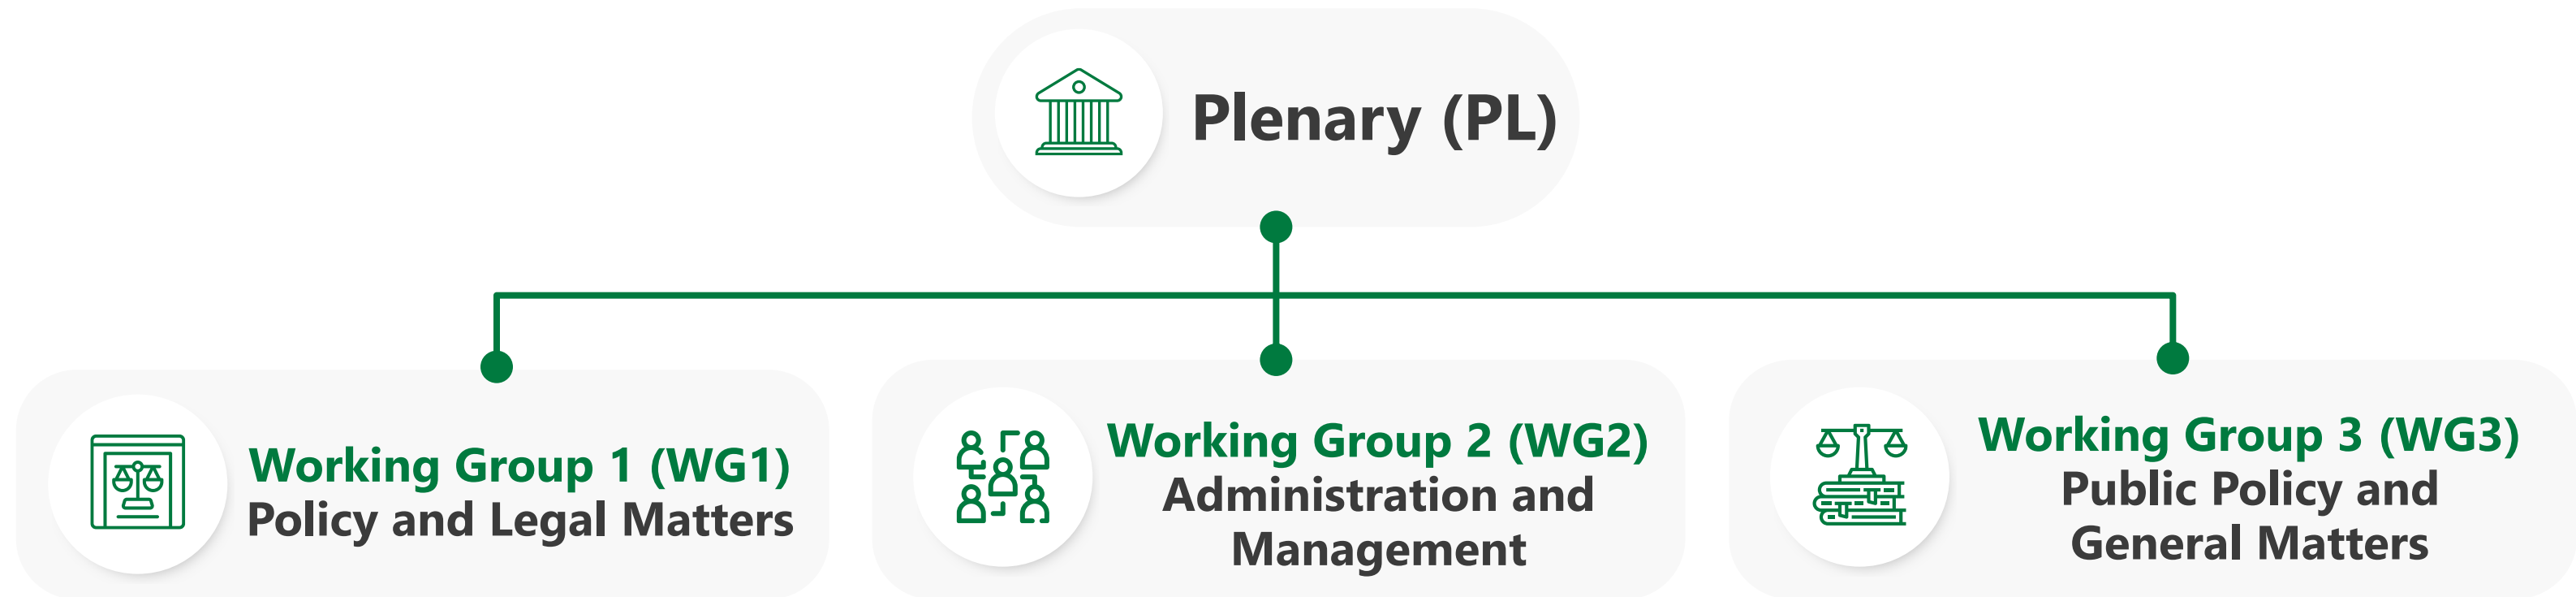 Plenary (PL)
Working Group 1 (WG1)
Policy and Legal Matters
Working Group 2 (WG2)
Administration and
Management
Working Group 3 (WG3)
Public Policy and
General Matters